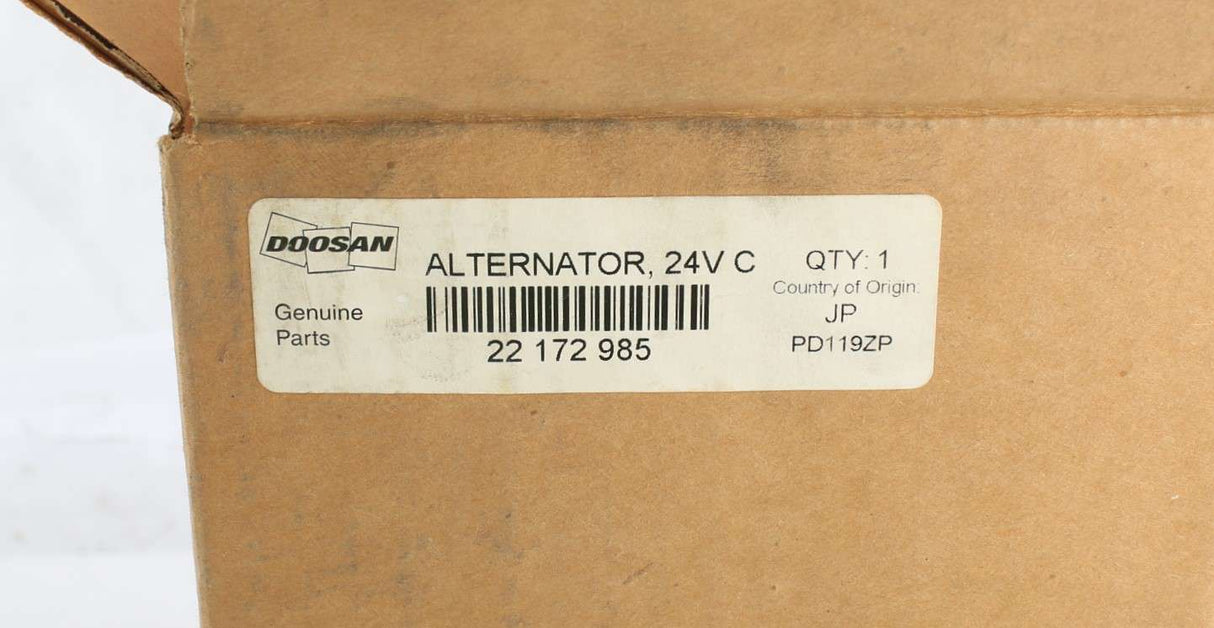 DOOSAN
Genuine
Parts
ALTERNATOR, 24V C
22 172 985
QTY: 1
Country of Origin:
JP
PD119ZP